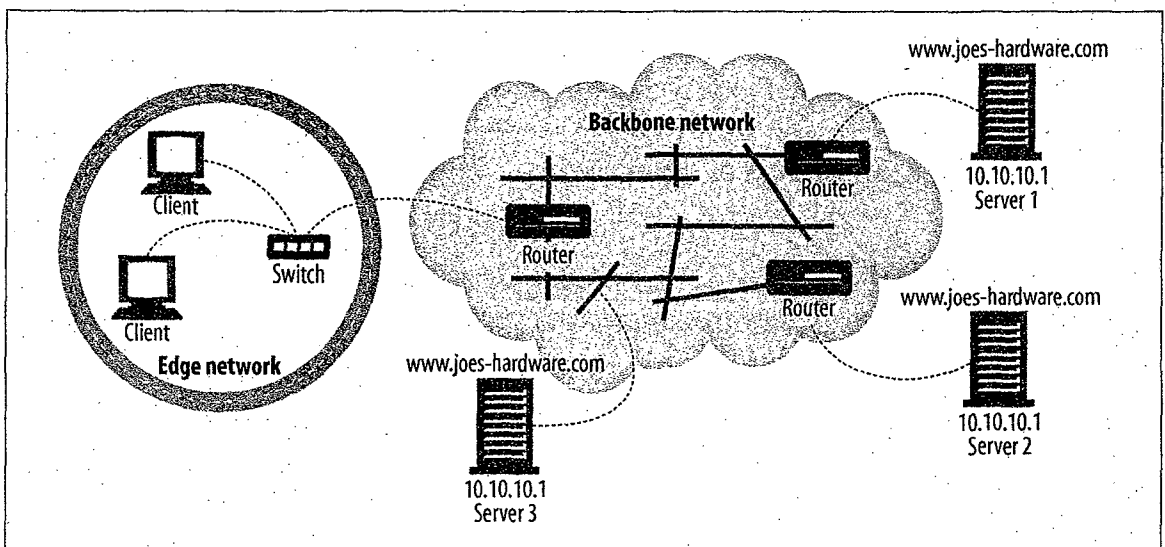 www.joes-hardware.com
Backbone network
Client
Router
10.10.10.1
Server 1
Switch
Router
Client
Router
www.joes-hardware.com
Edge network
www.joes-hardware.com
10.10.10.1
Server 2
10.10.10.1
Server 3